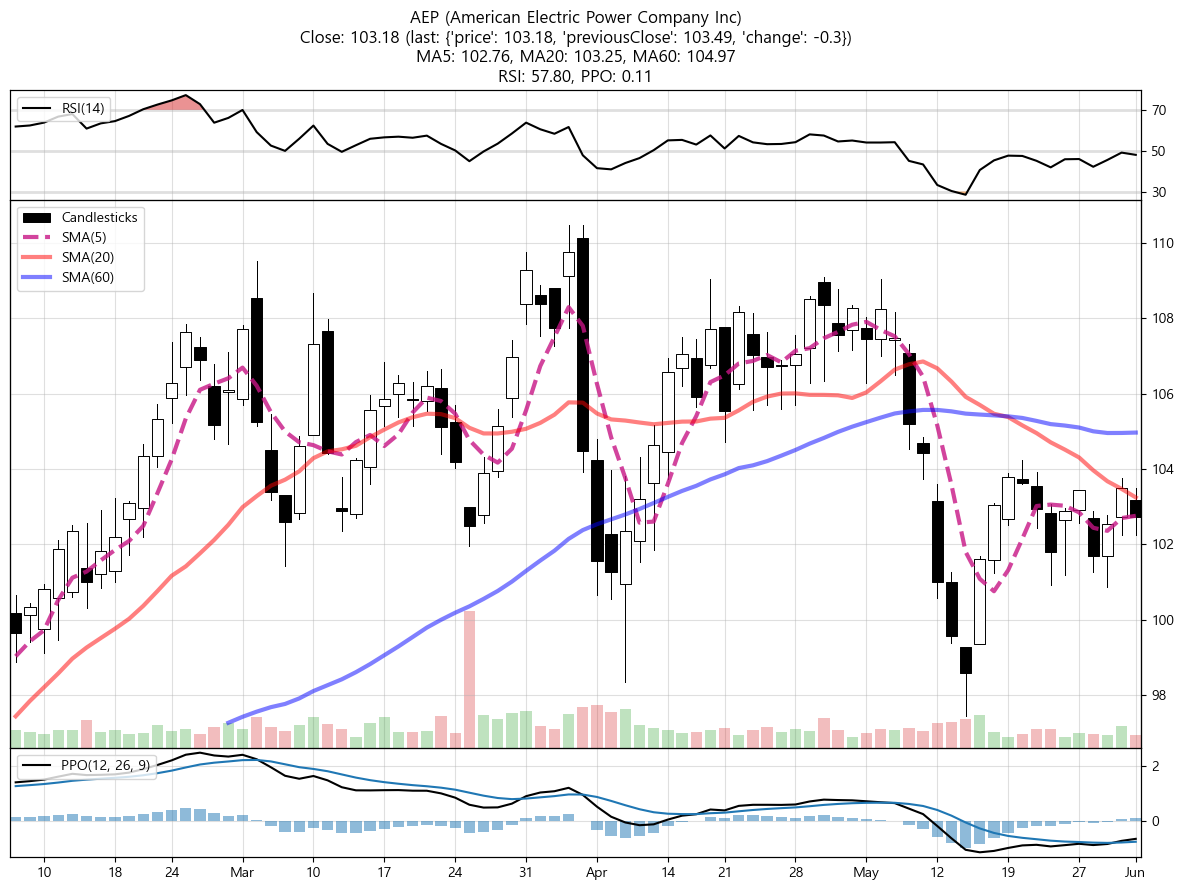 AEP (American Electric Power Company Inc)
Close: 103.18 (last: {'price': 103.18, 'previousClose': 103.49, 'change': -0.3})
MA5: 102.76, MA20: 103.25, MA60: 104.97
RSI: 57.80, PPO: 0.11
RSI(14)
70
50
30
Candlesticks
SMA(5)
SMA(20)
SMA(60)
110
108
106
104
102
100
98
PPO(12, 26, 9)
2
0
10 18 24 Mar 10 17 24 31 Apr 14 21 28 May 12 19 27 Jun